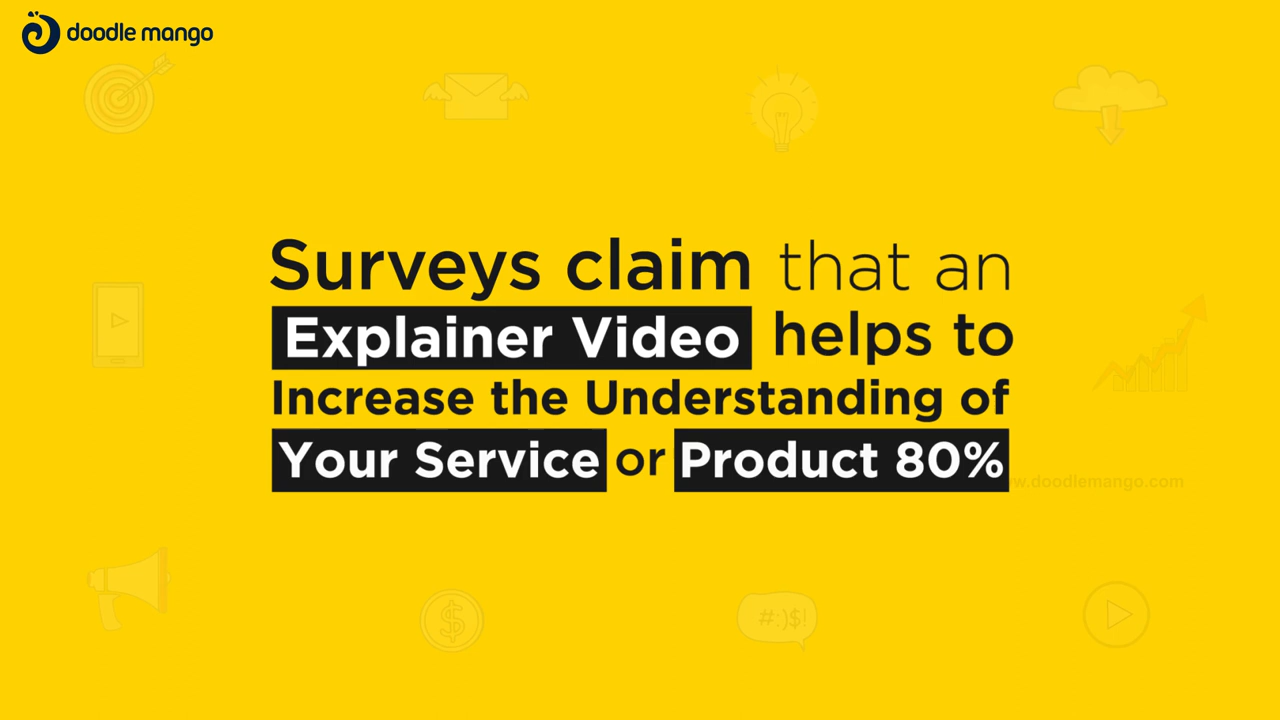 doodle mango
Surveys claim that an
Explainer Video helps to
Increase the Understanding of
Your Service or Product 80%
w.doodlemango.com
#:)$!